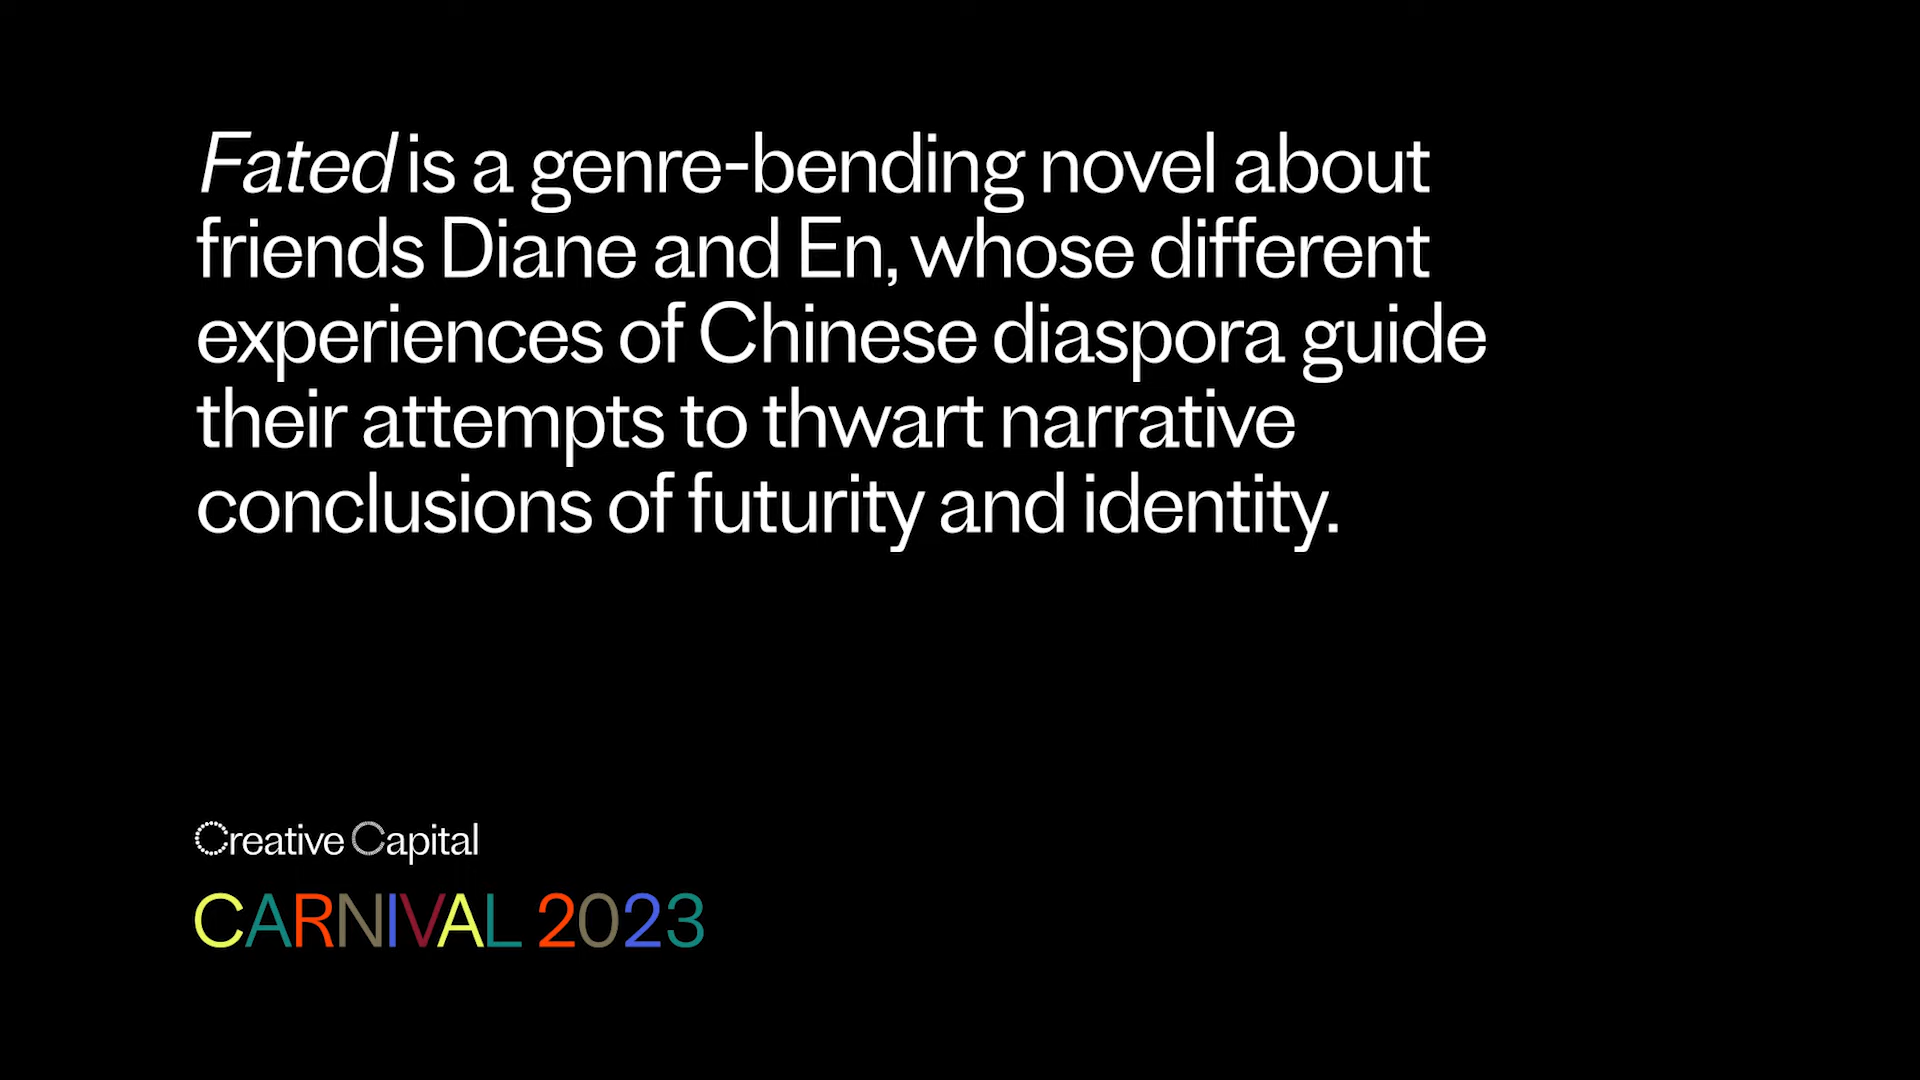 Fated is a genre-bending novel about
friends Diane and En, whose different
experiences of Chinese diaspora guide
their attempts to thwart narrative
conclusions of futurity and identity.
Creative Capital
CARNIVAL 2023